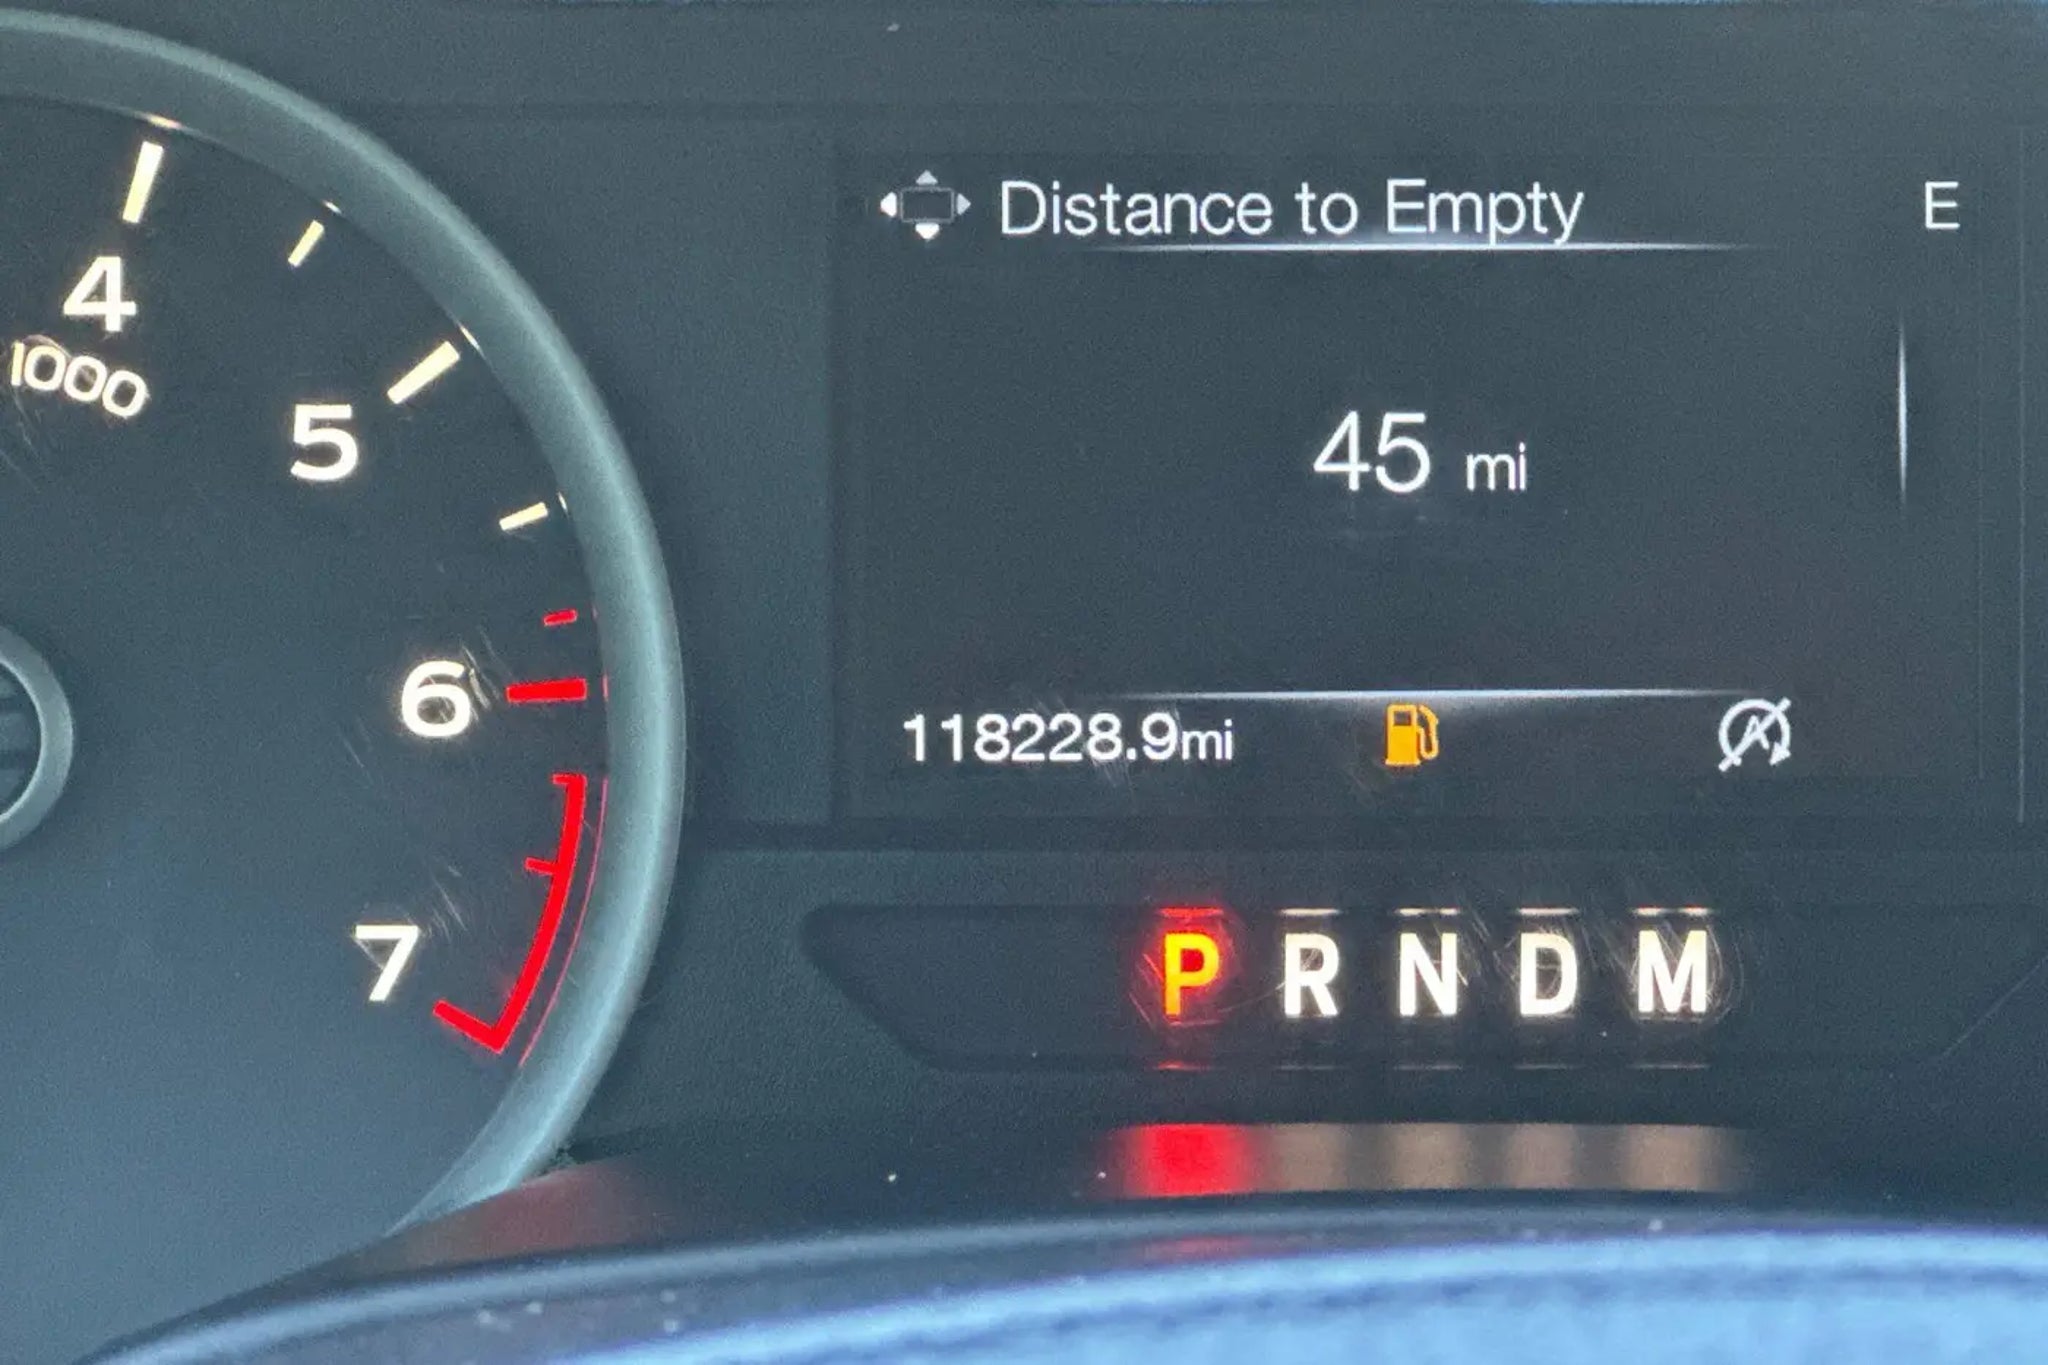 4
1000
5
6
7
Distance to Empty
E
45 mi
118228.9mi
P R N D M